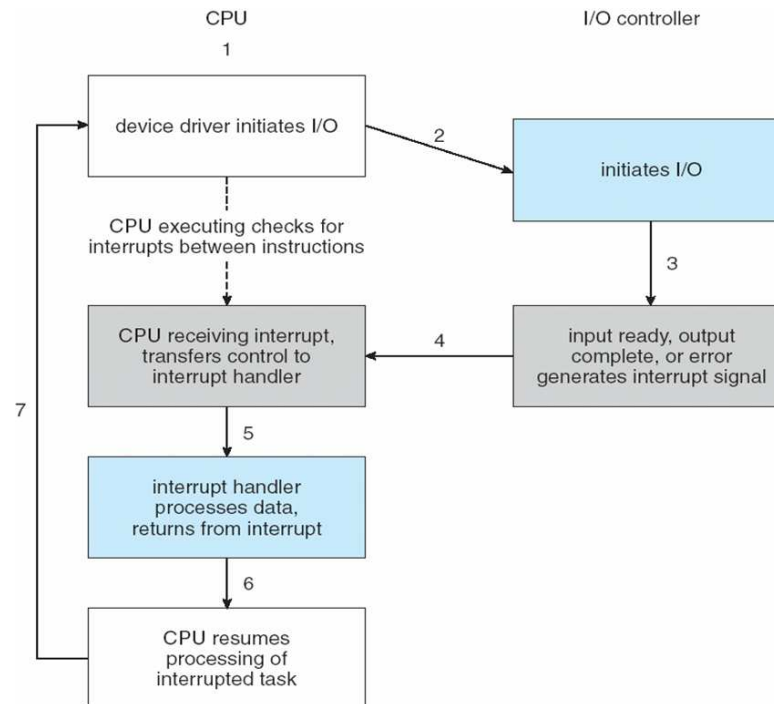 CPU
I/O controller
1
device driver initiates I/O
2
initiates I/O
CPU executing checks for
interrupts between instructions
3
CPU receiving interrupt,
transfers control to
interrupt handler
4
input ready, output
complete, or error
generates interrupt signal
7
5
interrupt handler
processes data,
returns from interrupt
6
CPU resumes
processing of
interrupted task